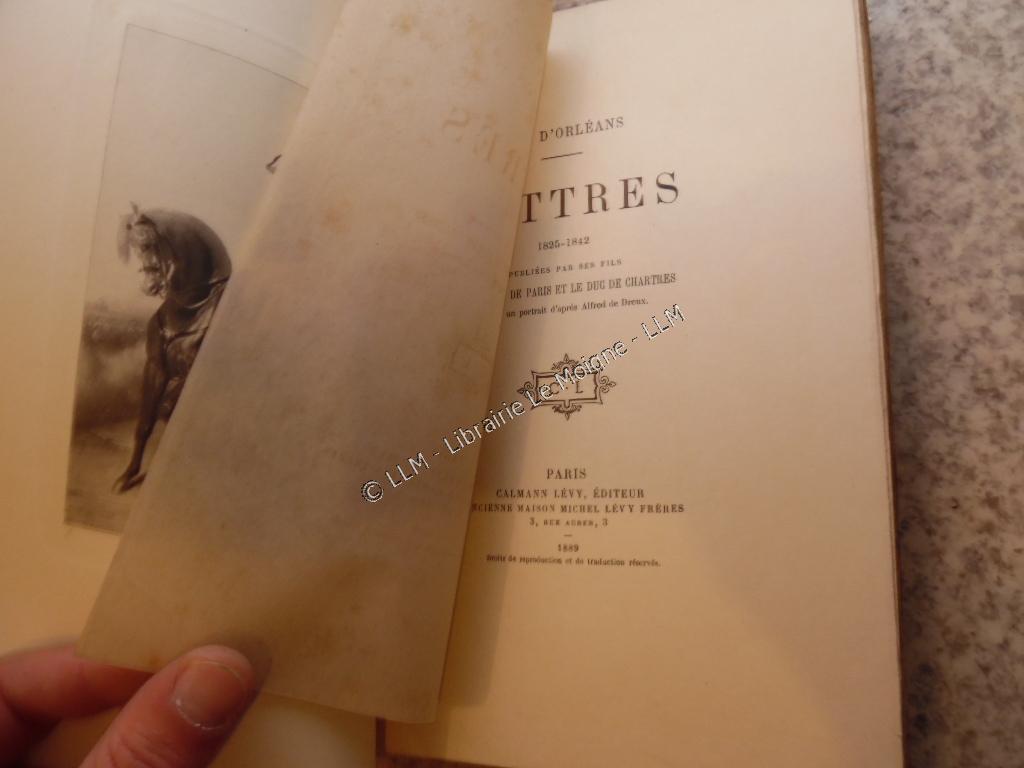 D'ORLÉANS
TTRES
1825-1842
PUBLIÉES PAR SES FILS
DE PARIS ET LE DUC DE CHARTRES
un portrait d'après Alfred de Dreux.
© LLM - Librairie Le Moigne - LLM
PARIS
CALMANN LÉVY, ÉDITEUR
CIENNE MAISON MICHEL LÉVY FRÈRES
3, RUE AUBER, 3
1889
Droits de reproduction et de traduction réservés.